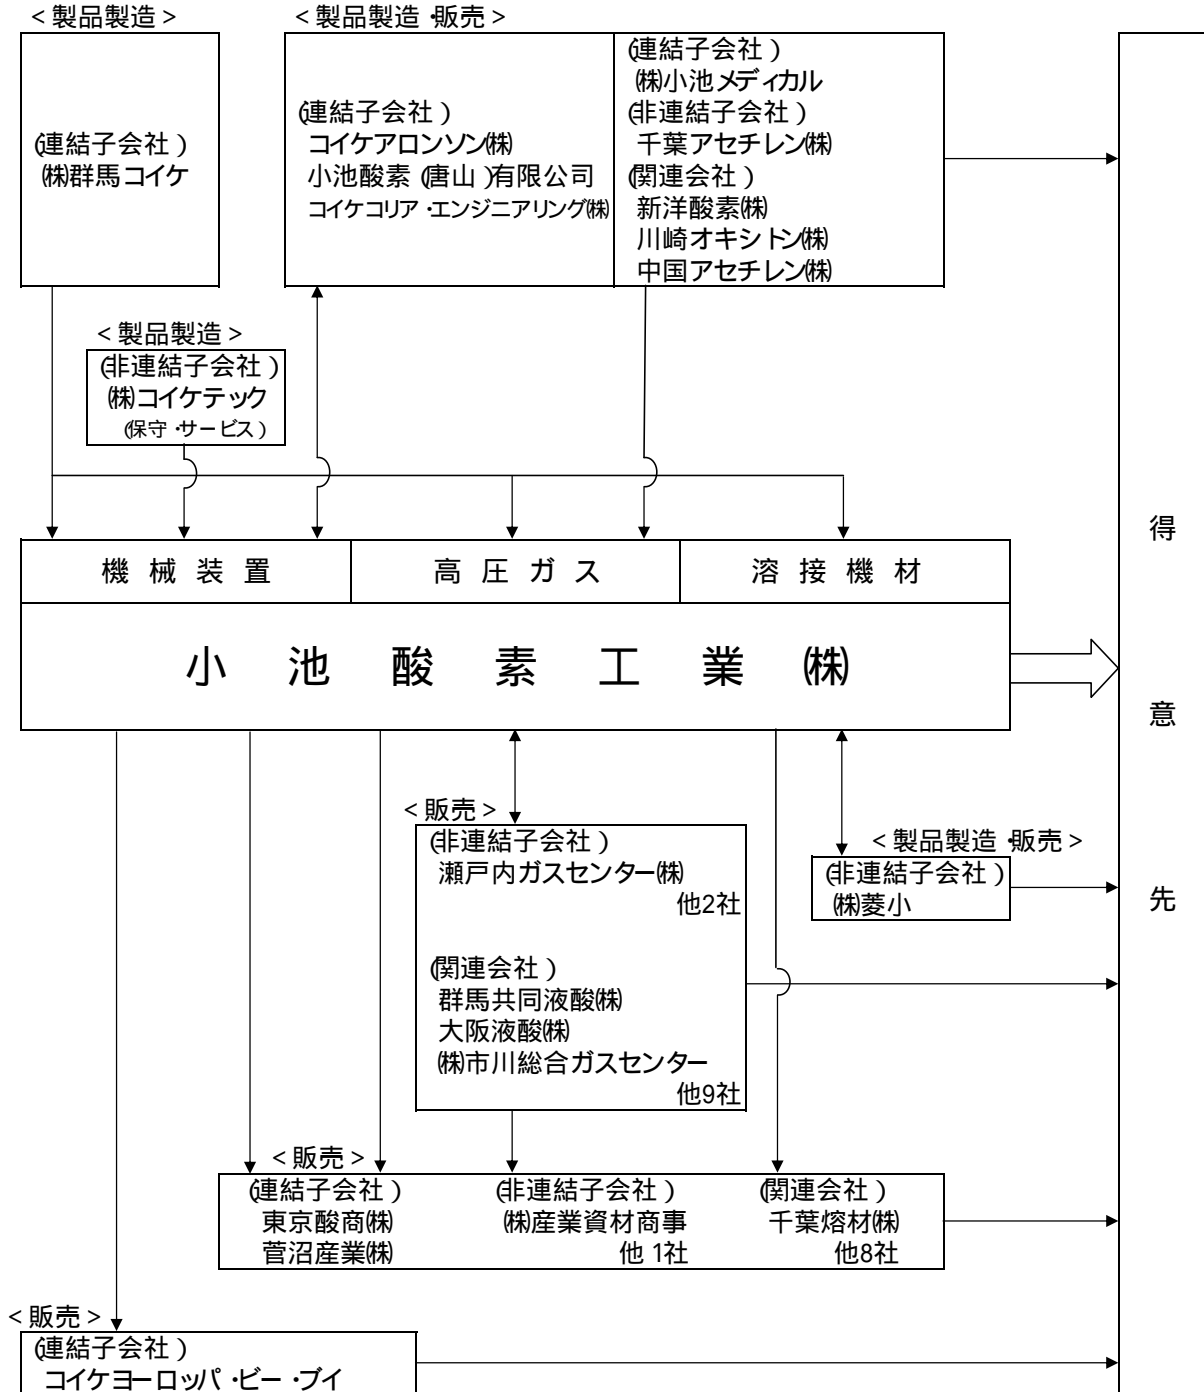 <製品製造>
<製品製造・販売>
(連結子会社)
㈱群馬コイケ
(連結子会社)
コイケアロンソン㈱
小池酸素(唐山)有限公司
コイケコリア・エンジニアリング㈱
(連結子会社)
㈱小池メディカル
(非連結子会社)
千葉アセチレン㈱
(関連会社)
新洋酸素㈱
川崎オキシトン㈱
中国アセチレン㈱
<製品製造>
(非連結子会社)
㈱コイケテック
(保守・サービス)
機械装置
高圧ガス
溶接機材
小池酸素工業㈱
得意先
<販売>
(非連結子会社)
瀬戸内ガスセンター㈱
他2社
(関連会社)
群馬共同液酸㈱
大阪液酸㈱
㈱市川総合ガスセンター
他9社
<製品製造・販売>
(非連結子会社)
㈱菱小
<販売>
(連結子会社)
東京酸商㈱
菅沼産業㈱
(非連結子会社)
㈱産業資材商事
他1社
(関連会社)
千葉熔材㈱
他8社
<販売>
(連結子会社)
コイケヨーロッパ・ビー・ブイ